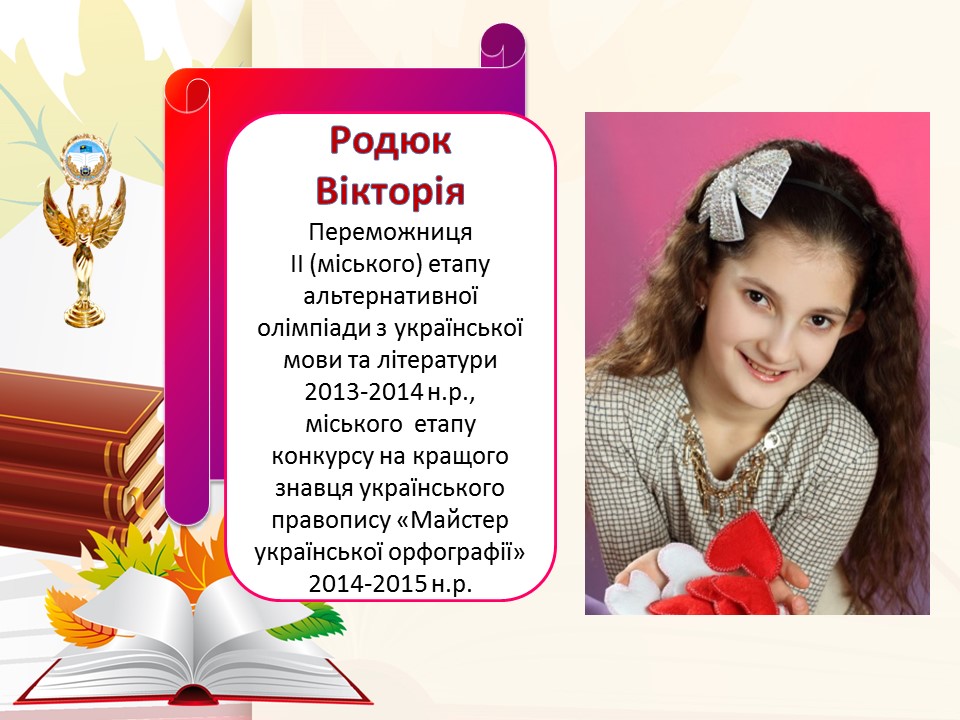 Родюк
Вікторія
Переможниця
ІІ (міського) етапу
альтернативної
олімпіади з української
мови та літератури
2013-2014 н.р.,
міського етапу
конкурсу на кращого
знавця українського
правопису «Майстер
української орфографії»
2014-2015 н.р.